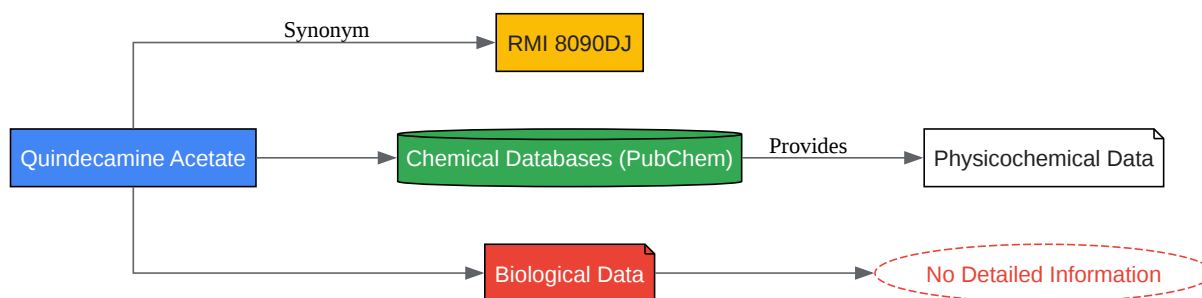 Synonym
RMI 8090DJ
Quindecamine Acetate
Chemical Databases (PubChem)
Provides
Physicochemical Data
Biological Data
No Detailed Information